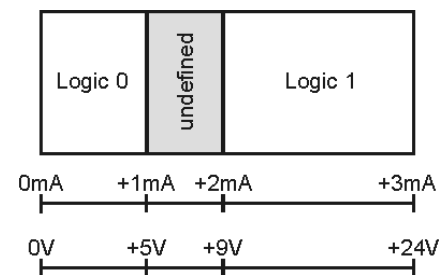 Logic 0
undefined
Logic 1
0mA +1mA +2mA +3mA
0V +5V +9V +24V